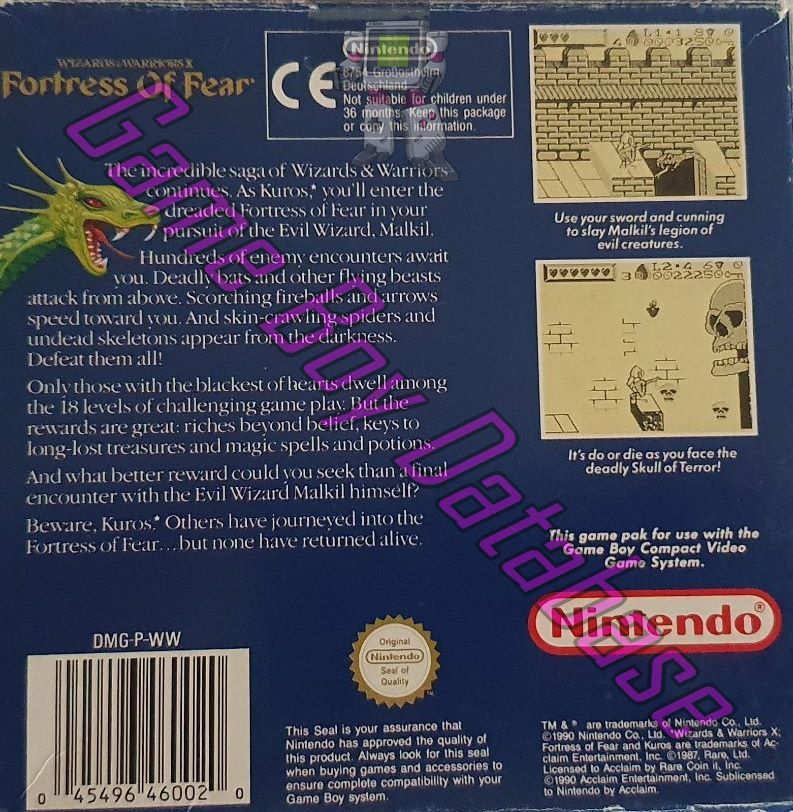 WIZARDS & WARRIORS X
Fortress Of Fear™
CE
Nintendo
8754 Großostheim
Deutschland
Not suitable for children under
36 months. Keep this package
or copy this information.
The incredible saga of Wizards & Warriors
continues. As Kuros,* you'll enter the
dreaded Fortress of Fear in your
pursuit of the Evil Wizard, Malkil.
Hundreds of enemy encounters await
you. Deadly bats and other flying beasts
attack from above. Scorching fireballs and arrows
speed toward you. And skin-crawling spiders and
undead skeletons appear from the darkness.
Defeat them all!
Only those with the blackest of hearts dwell among
the 18 levels of challenging game play. But the
rewards are great: riches beyond belief, keys to
long-lost treasures and magic spells and potions.
And what better reward could you seek than a final
encounter with the Evil Wizard Malkil himself?
Beware, Kuros.* Others have journeyed into the
Fortress of Fear...but none have returned alive.
L1-1
Use your sword and cunning
to slay Malkil's legion of
evil creatures.
L2-4
It's do or die as you face the
deadly Skull of Terror!
This game pak for use with the
Game Boy Compact Video
Game System.
Nintendo®
DMG-P-WW
0 45496 46002 0
Original
Nintendo
Seal of
Quality
This Seal is your assurance that
Nintendo has approved the quality of
this product. Always look for this seal
when buying games and accessories to
ensure complete compatibility with your
Game Boy system.
TM & ® are trademarks of Nintendo Co., Ltd.
©1990 Nintendo Co., Ltd. *Wizards & Warriors X;
Fortress of Fear and Kuros are trademarks of Ac-
claim Entertainment, Inc. ©1987, Rare, Ltd.
Licensed to Acclaim by Rare Coin it, Inc.
©1990 Acclaim Entertainment, Inc. Sublicensed
to Nintendo by Acclaim.
Game Boy Database